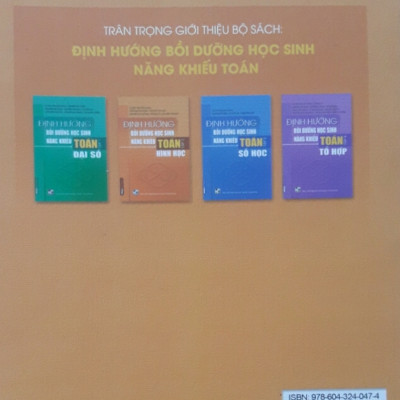 TRÂN TRỌNG GIỚI THIỆU BỘ SÁCH:
ĐỊNH HƯỚNG BỒI DƯỠNG HỌC SINH
NĂNG KHIẾU TOÁN
ĐỊNH HƯỚNG
BỒI DƯỠNG HỌC SINH
NĂNG KHIẾU TOÁN
ĐẠI SỐ
ĐỊNH HƯỚNG
BỒI DƯỠNG HỌC SINH
NĂNG KHIẾU TOÁN
HÌNH HỌC
ĐỊNH HƯỚNG
BỒI DƯỠNG HỌC SINH
NĂNG KHIẾU TOÁN
SỐ HỌC
ĐỊNH HƯỚNG
BỒI DƯỠNG HỌC SINH
NĂNG KHIẾU TOÁN
TỔ HỢP
ISBN: 978-604-324-047-4